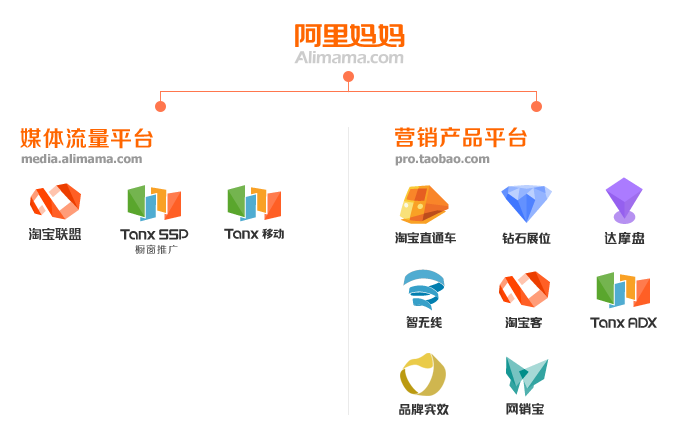 阿里妈妈
Alimama.com
媒体流量平台
media.alimama.com
营销产品平台
pro.taobao.com
淘宝联盟
Tanx SSP
橱窗推广
Tanx 移动
淘宝直通车
钻石展位
达摩盘
智无线
淘宝客
Tanx ADX
品牌实效
网销宝